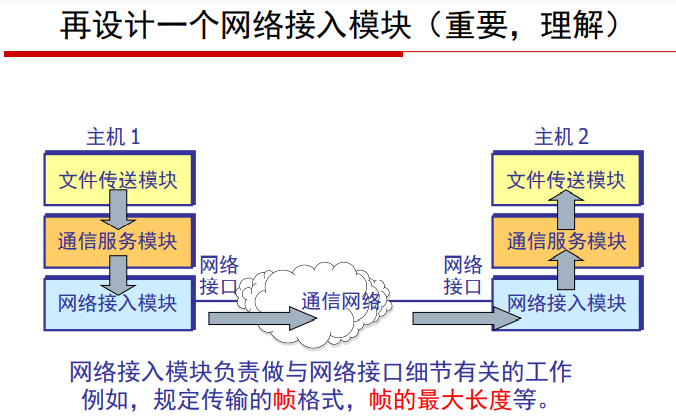 再设计一个网络接入模块（重要，理解）
主机 1
主机 2
文件传送模块
文件传送模块
通信服务模块
通信服务模块
网络
接口
网络
接口
网络接入模块
通信网络
网络接入模块
网络接入模块负责做与网络接口细节有关的工作
例如，规定传输的帧格式，帧的最大长度等。